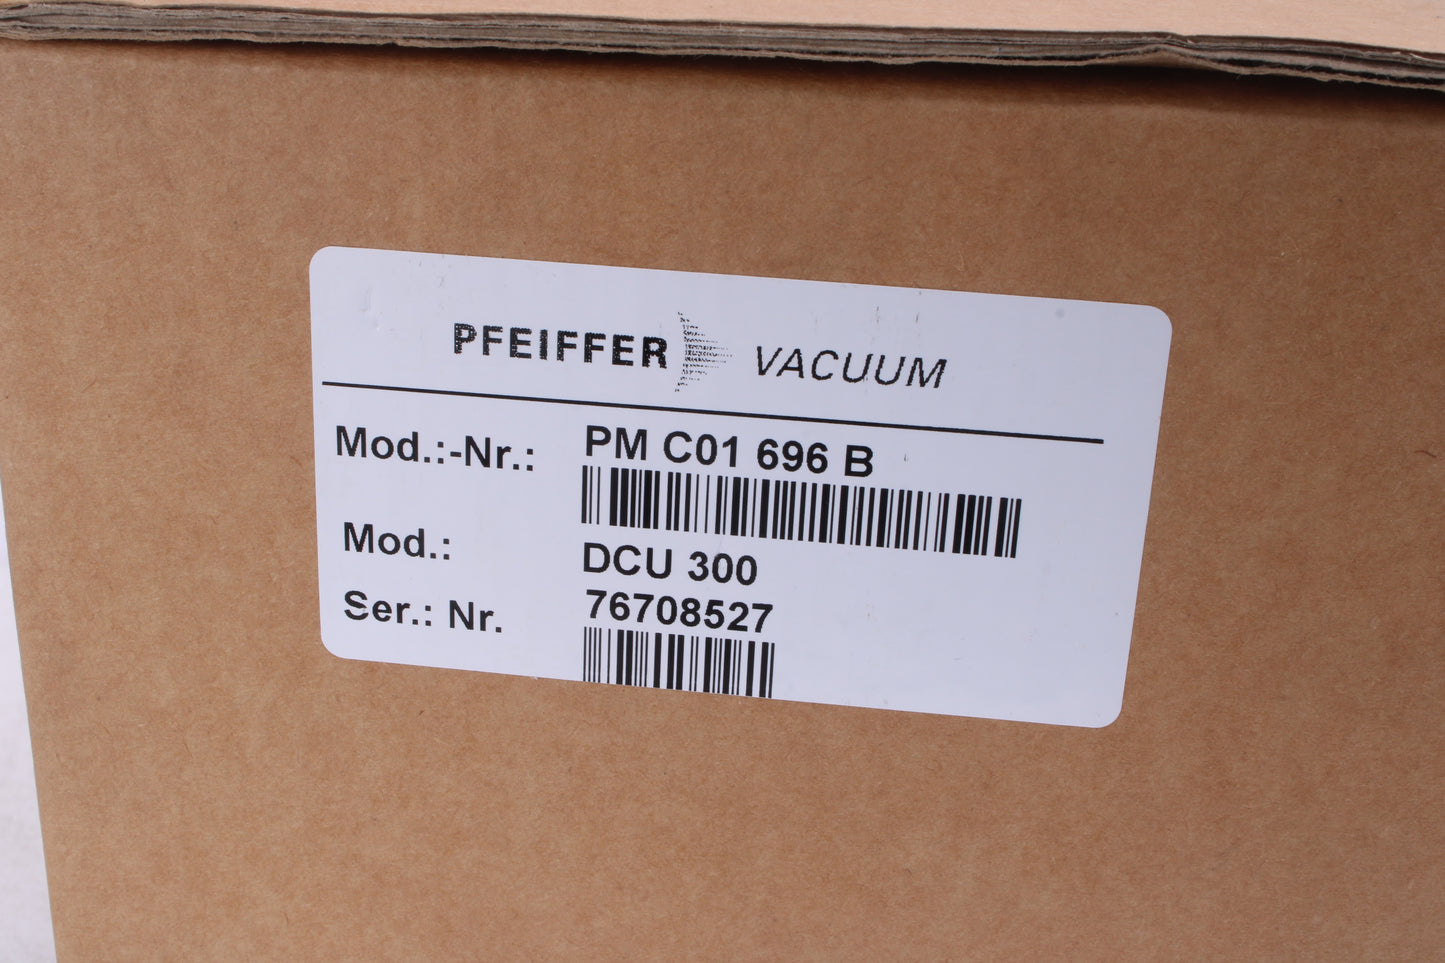 PFEIFFER VACUUM
Mod.:-Nr.: PM C01 696 B
Mod.: DCU 300
Ser.: Nr. 76708527